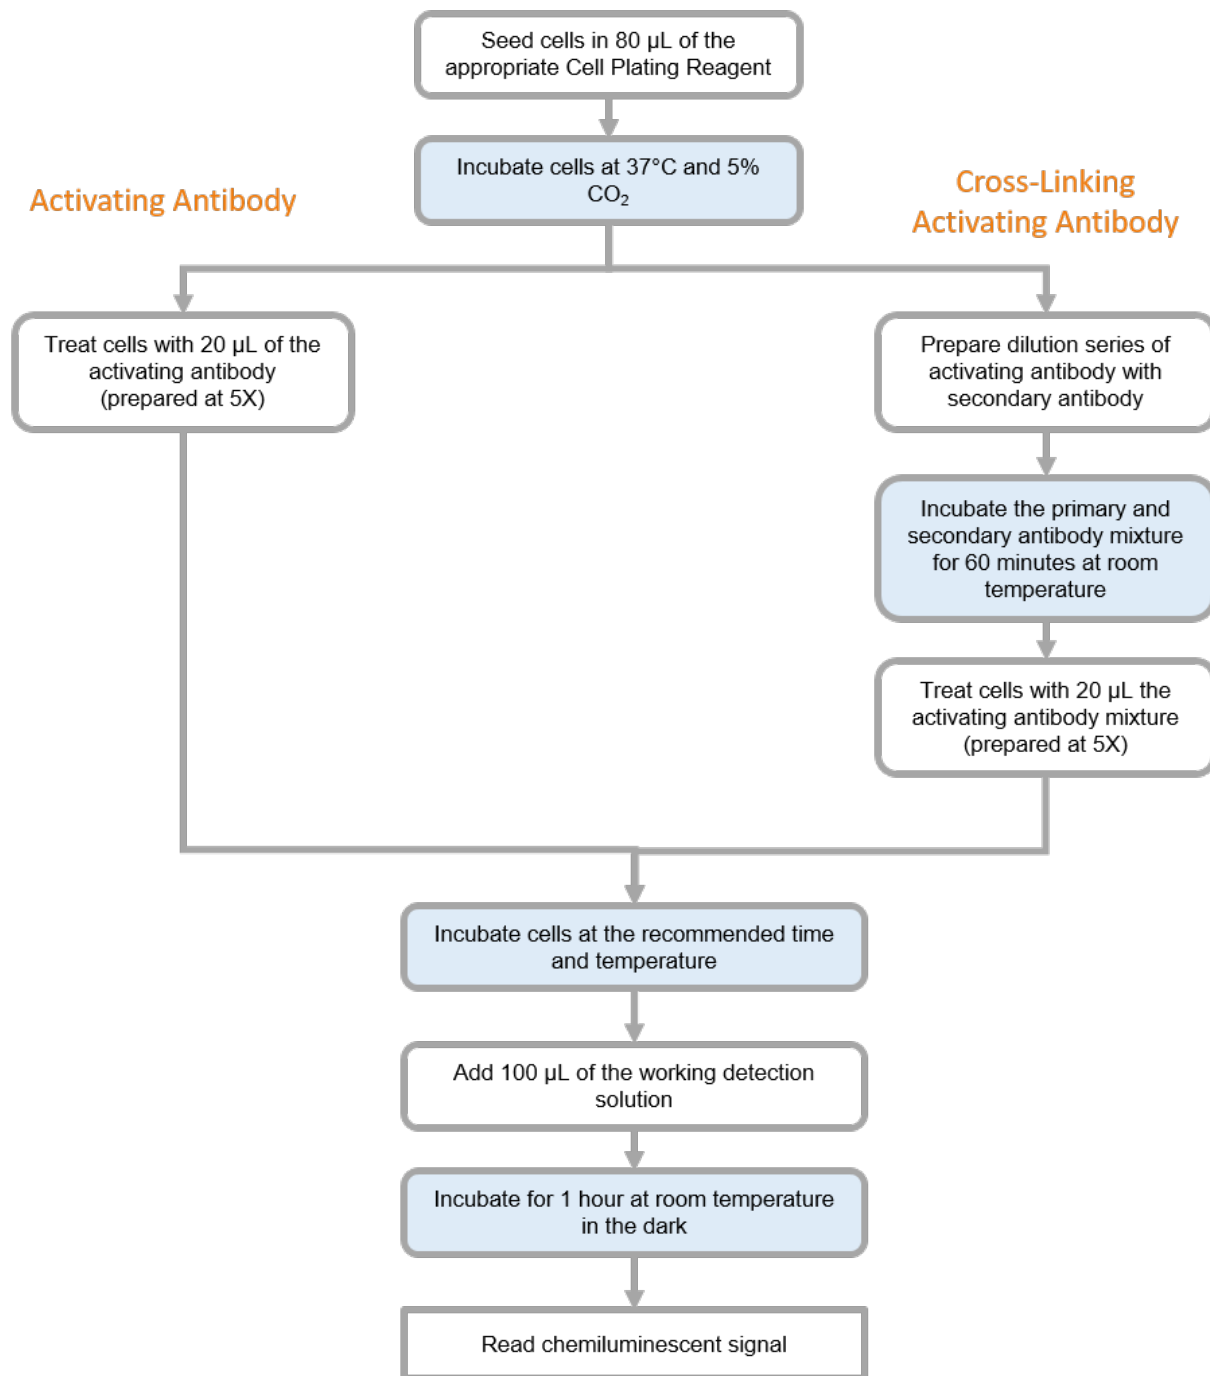 Seed cells in 80 µL of the
appropriate Cell Plating Reagent
Incubate cells at 37°C and 5%
CO₂
Activating Antibody
Cross-Linking
Activating Antibody
Treat cells with 20 µL of the
activating antibody
(prepared at 5X)
Prepare dilution series of
activating antibody with
secondary antibody
Incubate the primary and
secondary antibody mixture
for 60 minutes at room
temperature
Treat cells with 20 µL the
activating antibody mixture
(prepared at 5X)
Incubate cells at the recommended time
and temperature
Add 100 µL of the working detection
solution
Incubate for 1 hour at room temperature
in the dark
Read chemiluminescent signal